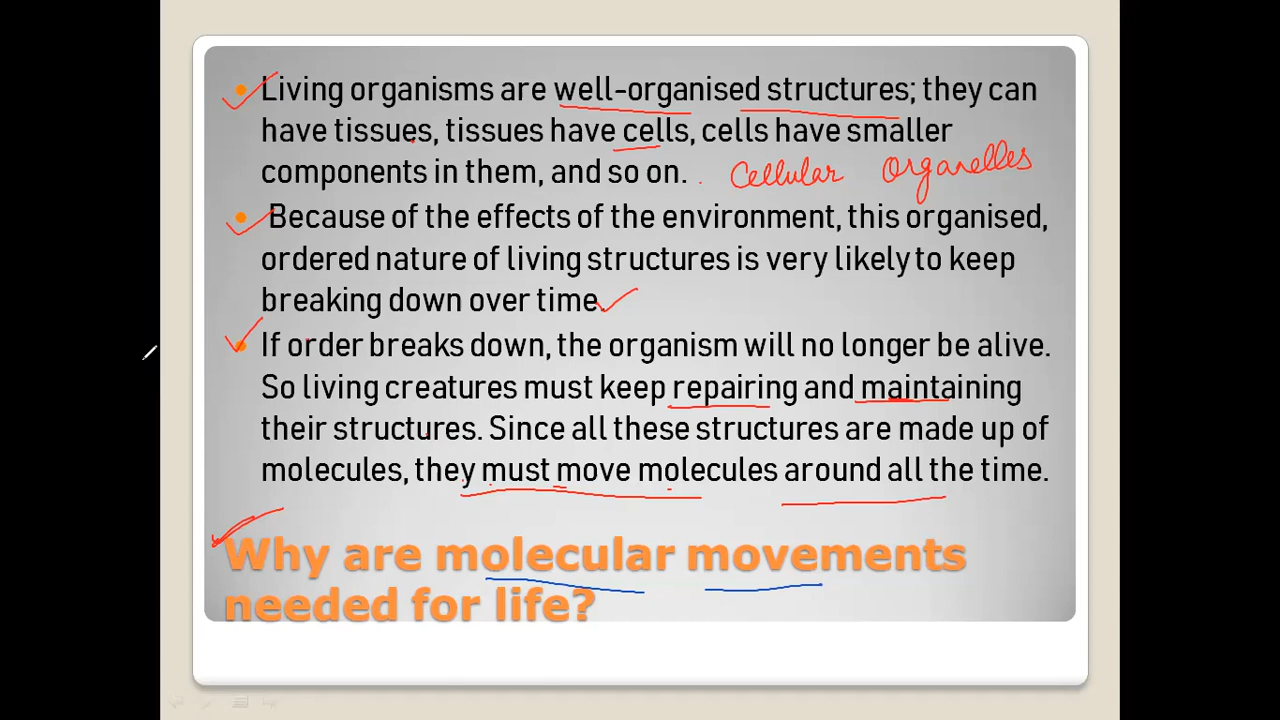 Living organisms are well-organised structures; they can
have tissues, tissues have cells, cells have smaller
components in them, and so on. Cellular Organelles
Because of the effects of the environment, this organised,
ordered nature of living structures is very likely to keep
breaking down over time.
If order breaks down, the organism will no longer be alive.
So living creatures must keep repairing and maintaining
their structures. Since all these structures are made up of
molecules, they must move molecules around all the time.
Why are molecular movements
needed for life?